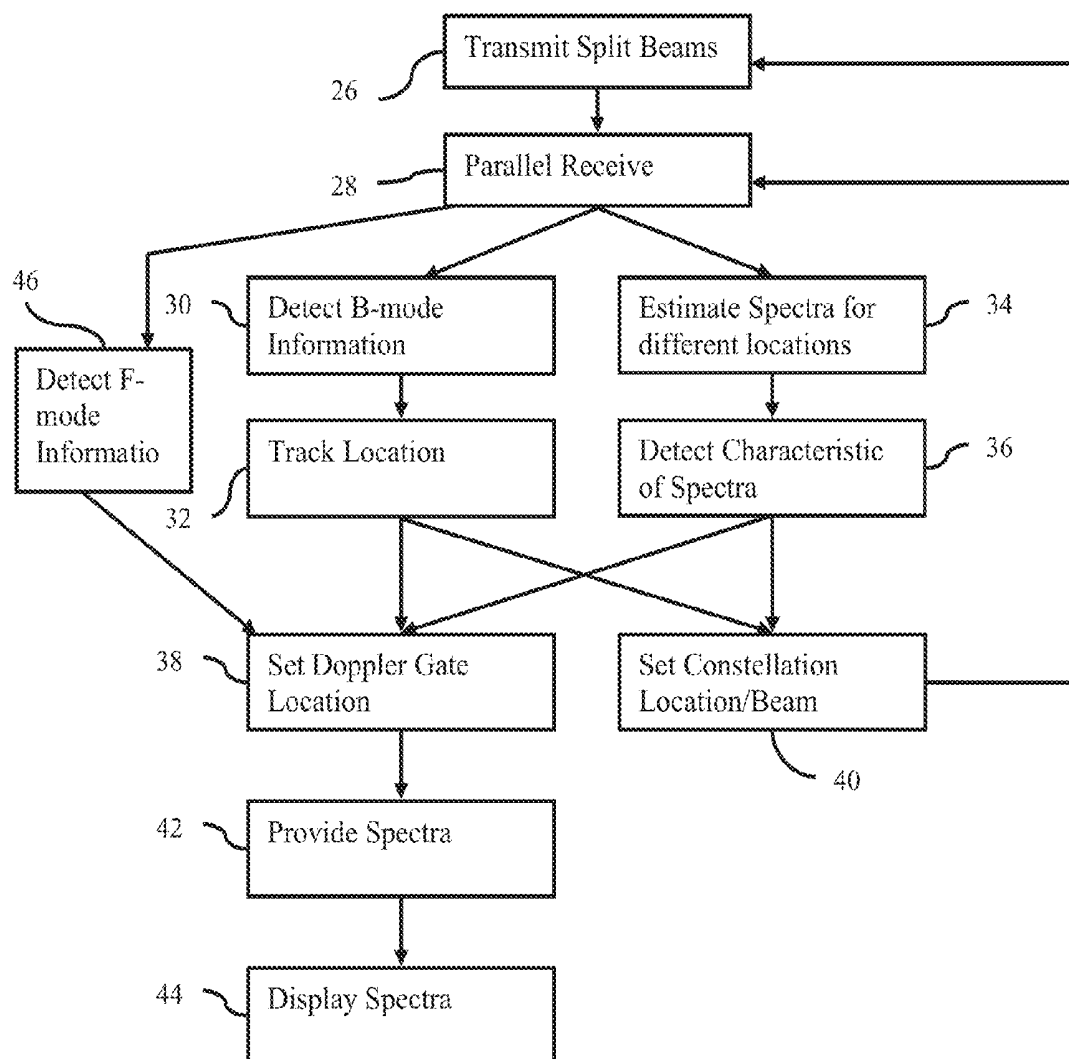 Transmit Split Beams
26
Parallel Receive
28
46
30
Detect B-mode
Information
Estimate Spectra for
different locations
34
Detect F-
mode
Informatio
Track Location
32
Detect Characteristic
of Spectra
36
38
Set Doppler Gate
Location
Set Constellation
Location/Beam
40
42
Provide Spectra
44
Display Spectra